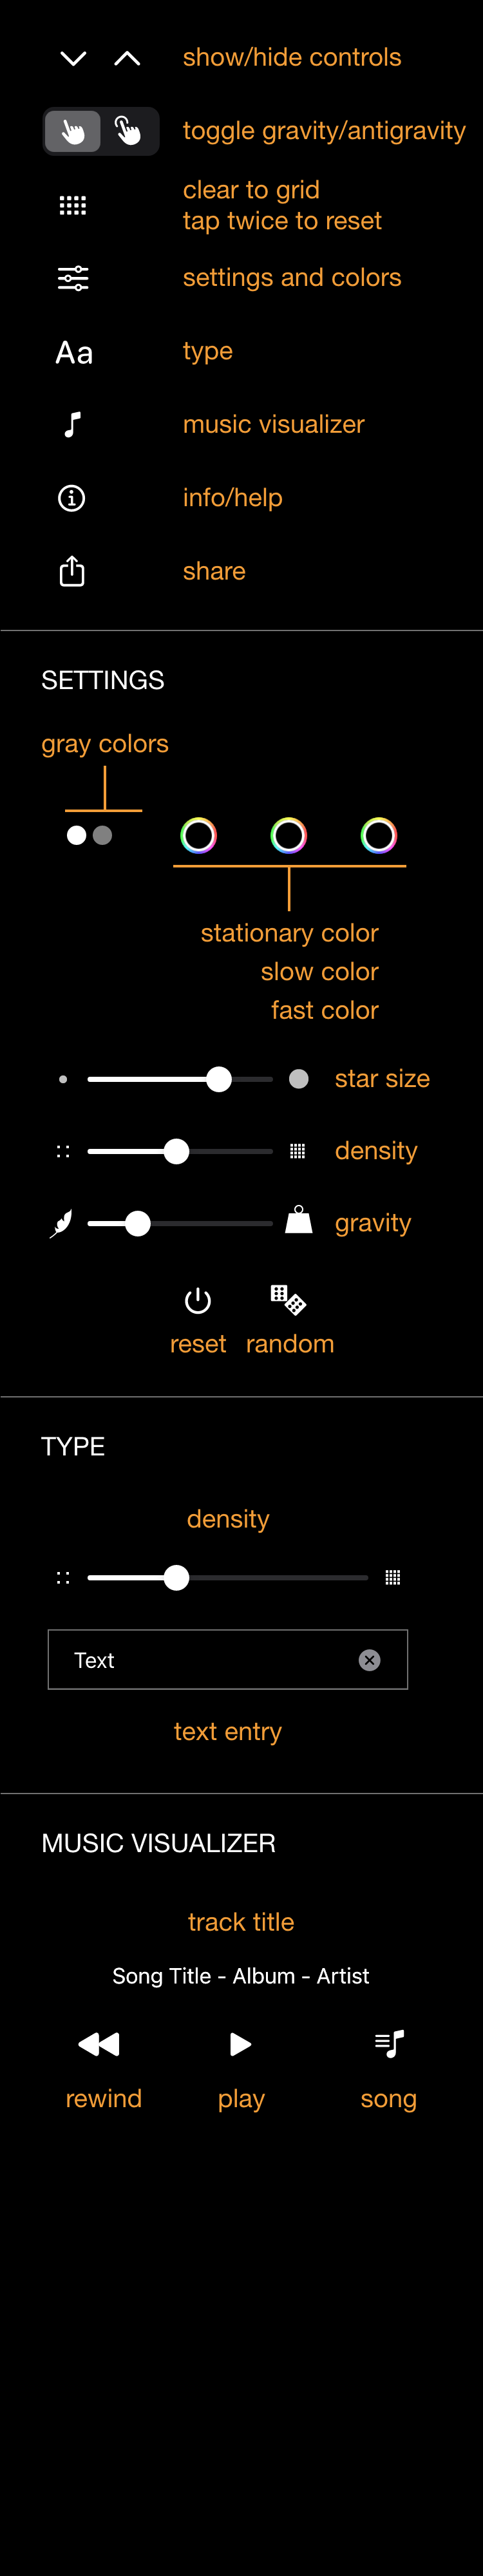 show/hide controls
toggle gravity/antigravity
clear to grid
tap twice to reset
settings and colors
Aa
type
music visualizer
info/help
share
SETTINGS
gray colors
stationary color
slow color
fast color
star size
density
gravity
reset random
TYPE
density
Text
text entry
MUSIC VISUALIZER
track title
Song Title - Album - Artist
rewind play song